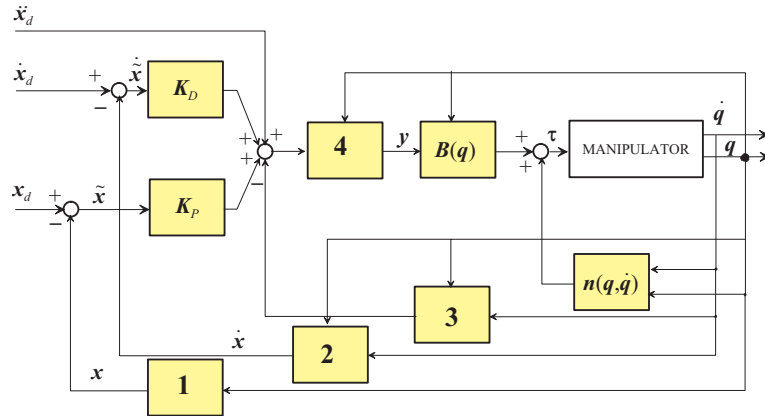 ẍ_d
ẋ_d + − x̃̇ K_D
+ + + −
4 y B(q) + + τ MANIPULATOR q̇ q
x_d + − x̃ K_P
n(q,q̇)
3
ẋ 2
x 1